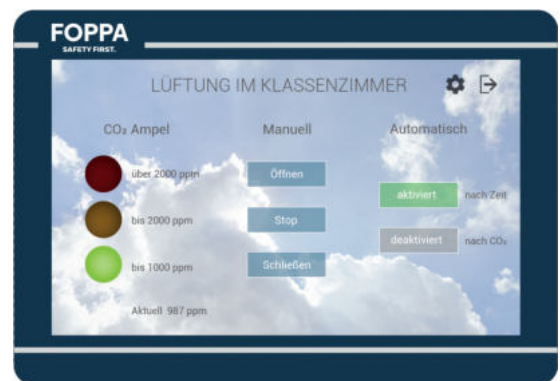 FOPPA
SAFETY FIRST.
LÜFTUNG IM KLASSENZIMMER
CO₂ Ampel
Manuell
Automatisch
über 2000 ppm
Öffnen
aktiviert
nach Zeit
bis 2000 ppm
Stop
deaktiviert
nach CO₂
bis 1000 ppm
Schließen
Aktuell 987 ppm